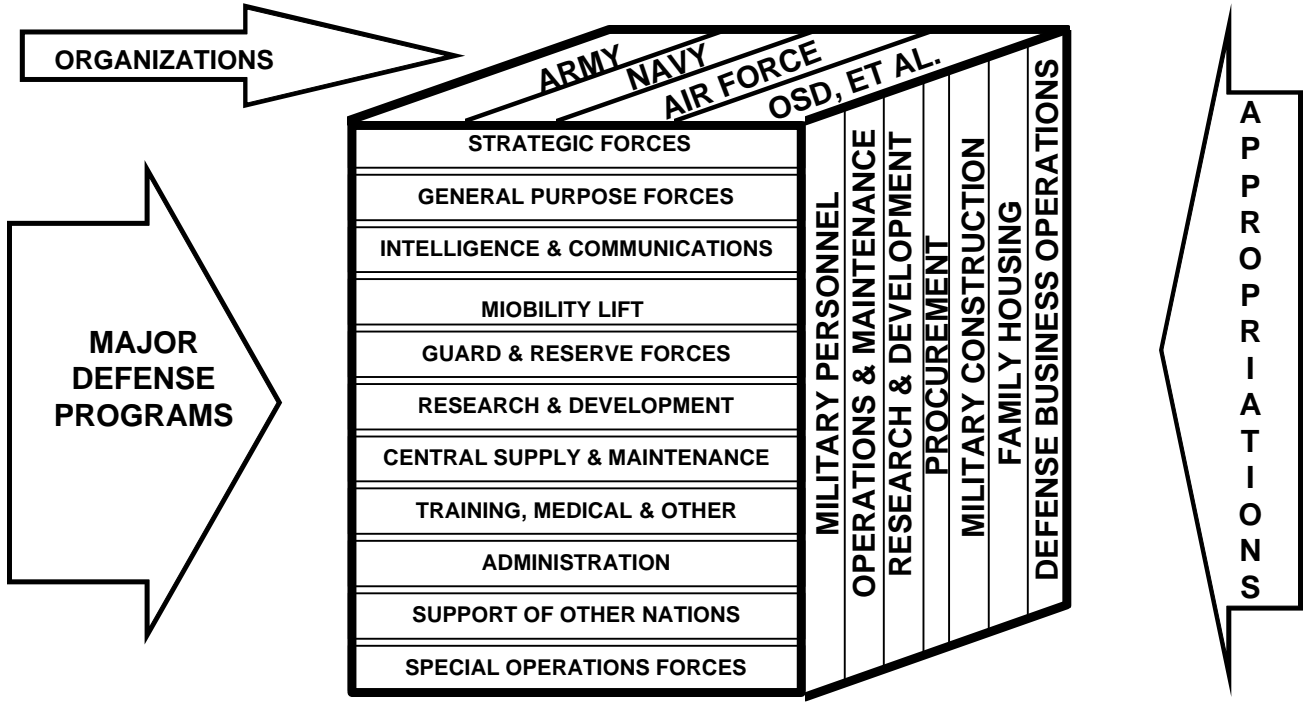 ORGANIZATIONS
ARMY
NAVY
AIR FORCE
OSD, ET AL.
MAJOR
DEFENSE
PROGRAMS
STRATEGIC FORCES
GENERAL PURPOSE FORCES
INTELLIGENCE & COMMUNICATIONS
MIOBILITY LIFT
GUARD & RESERVE FORCES
RESEARCH & DEVELOPMENT
CENTRAL SUPPLY & MAINTENANCE
TRAINING, MEDICAL & OTHER
ADMINISTRATION
SUPPORT OF OTHER NATIONS
SPECIAL OPERATIONS FORCES
MILITARY PERSONNEL
OPERATIONS & MAINTENANCE
RESEARCH & DEVELOPMENT
PROCUREMENT
MILITARY CONSTRUCTION
FAMILY HOUSING
DEFENSE BUSINESS OPERATIONS
APPROPRIATIONS